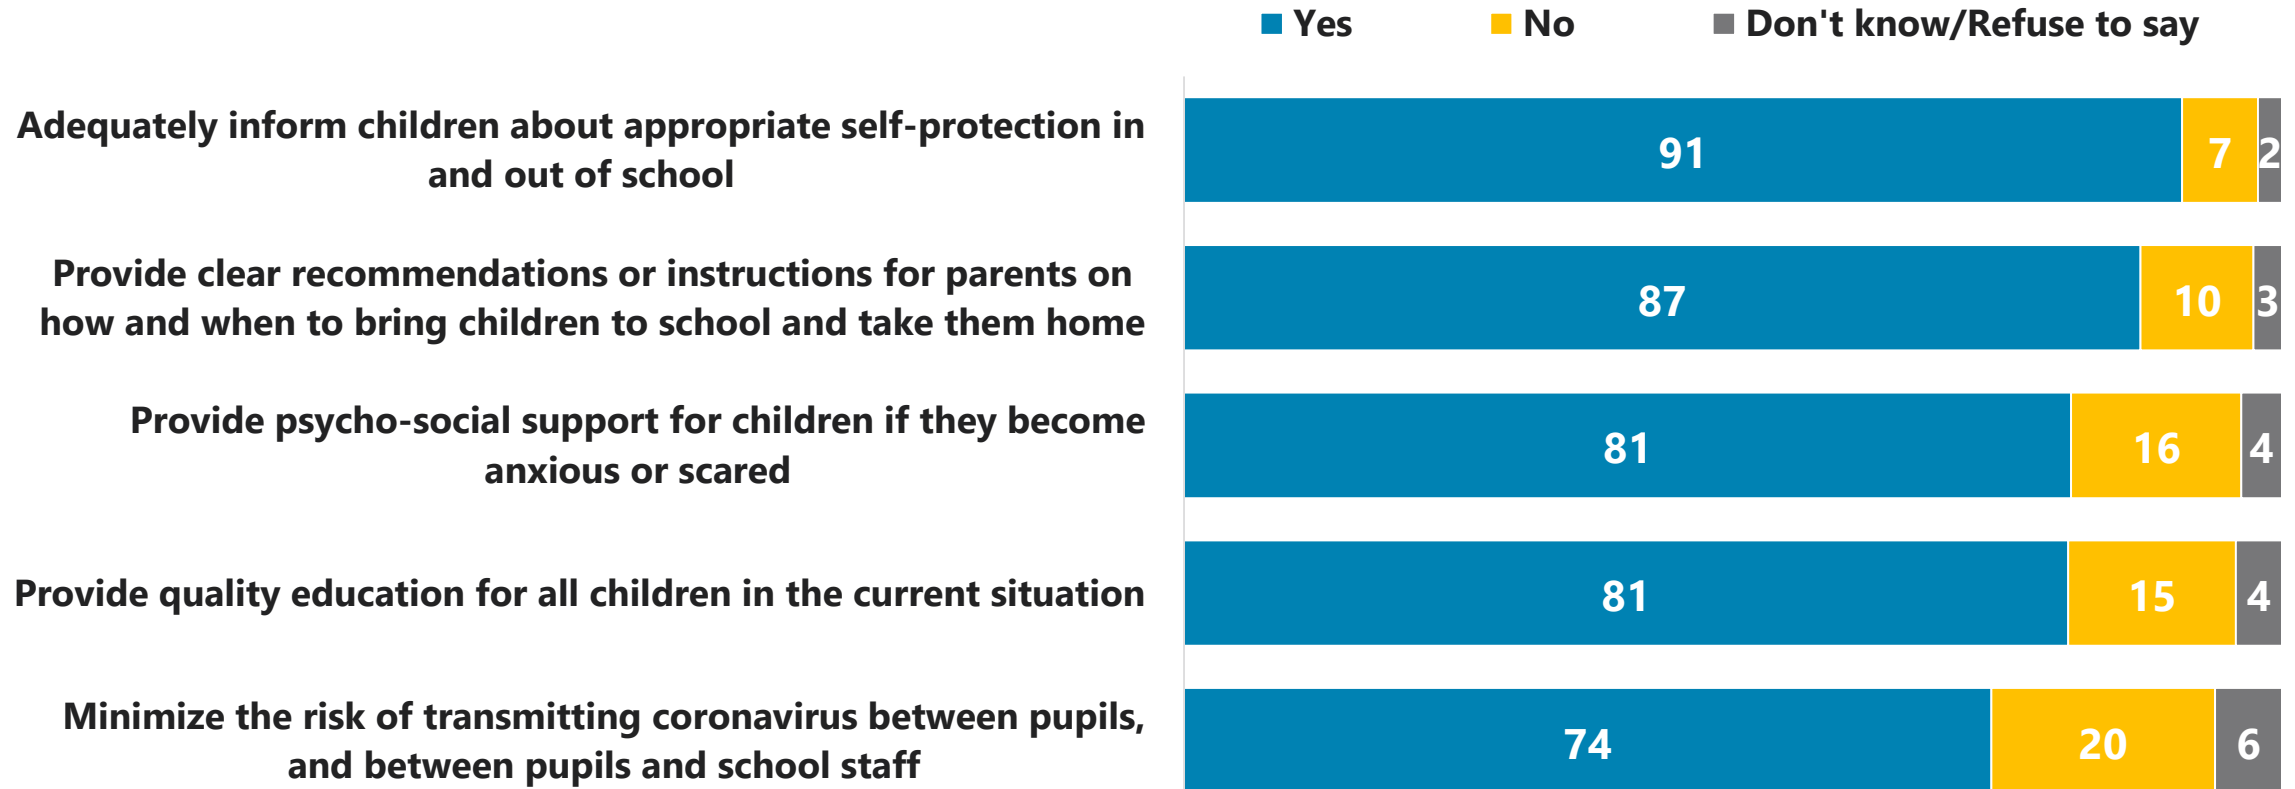 Yes No Don't know/Refuse to say
Adequately inform children about appropriate self-protection in
and out of school
91 7 2
Provide clear recommendations or instructions for parents on
how and when to bring children to school and take them home
87 10 3
Provide psycho-social support for children if they become
anxious or scared
81 16 4
Provide quality education for all children in the current situation
81 15 4
Minimize the risk of transmitting coronavirus between pupils,
and between pupils and school staff
74 20 6